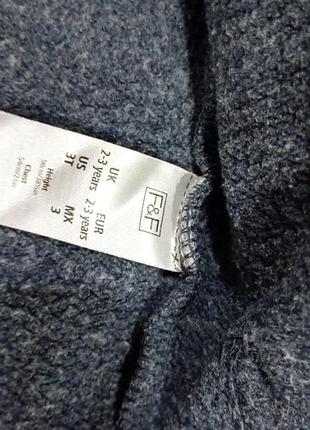 F&F
UK EUR
2-3 years 2-3 years
US MX
3T 3
Height
Chest